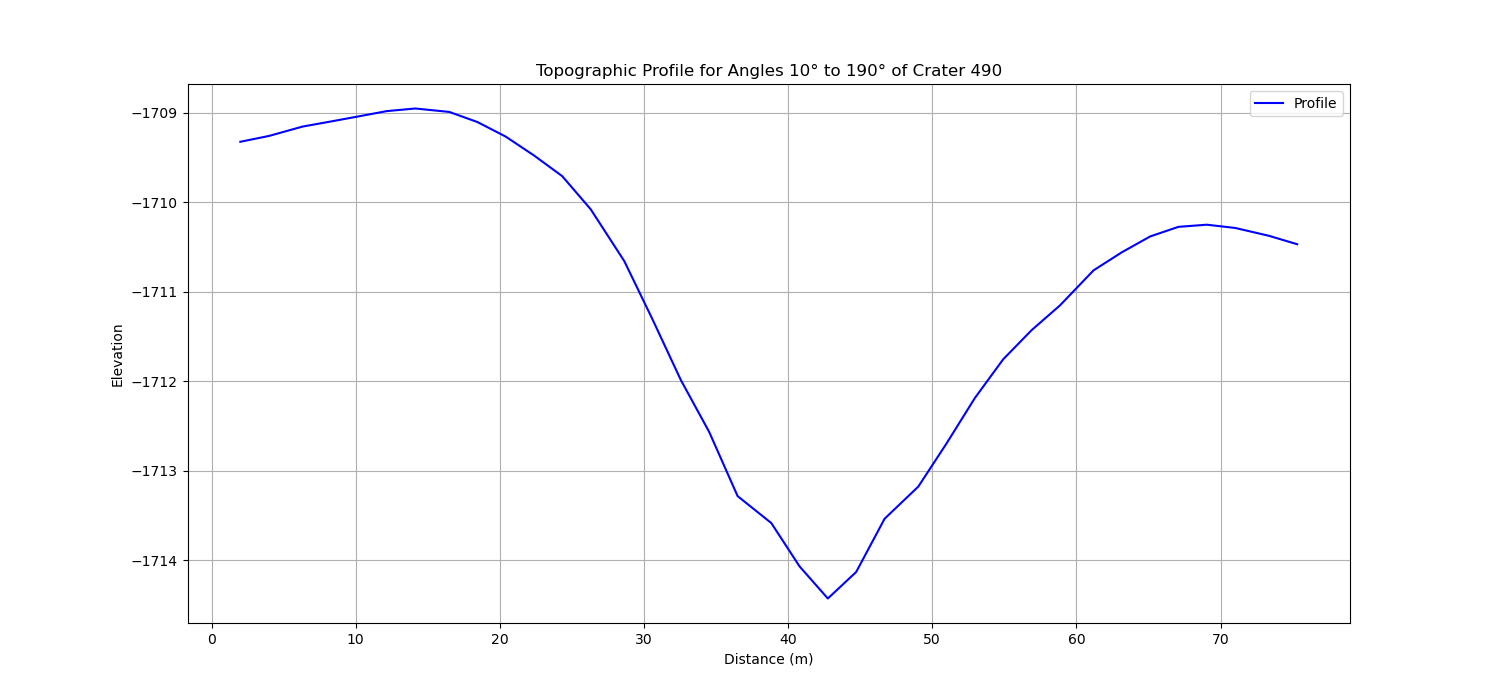 Topographic Profile for Angles 10° to 190° of Crater 490
Profile
−1709
−1710
−1711
−1712
−1713
−1714
Elevation
0 10 20 30 40 50 60 70
Distance (m)